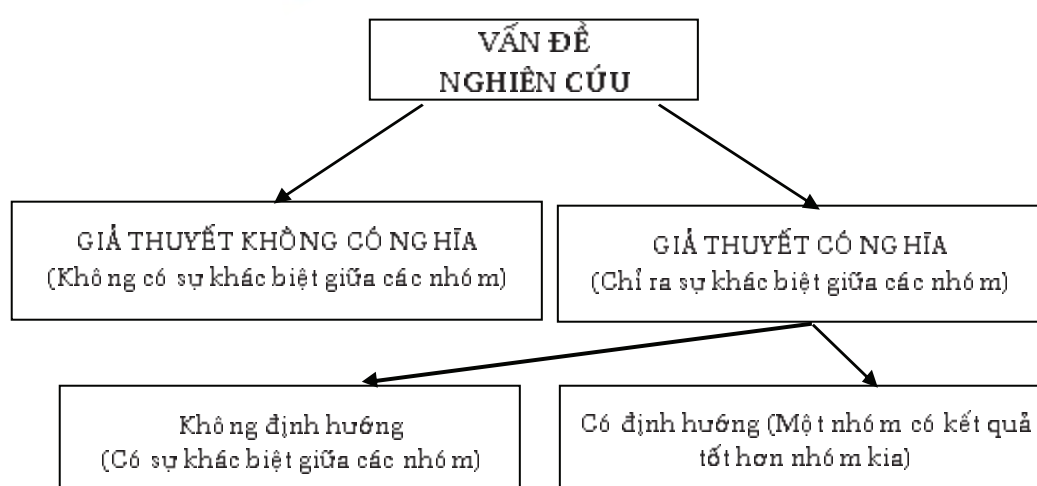 VẤN ĐỀ
NGHIÊN CỨU
GIẢ THUYẾT KHÔNG CÓ NGHĨA
(Không có sự khác biệt giữa các nhóm)
GIẢ THUYẾT CÓ NGHĨA
(Chỉ ra sự khác biệt giữa các nhóm)
Không định hướng
(Có sự khác biệt giữa các nhóm)
Có định hướng (Một nhóm có kết quả
tốt hơn nhóm kia)